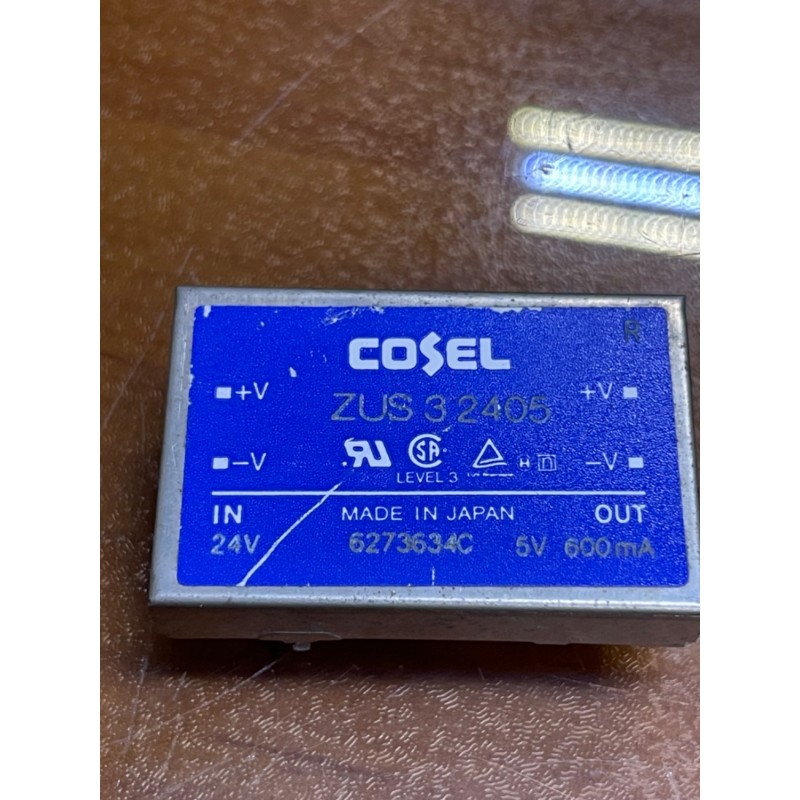 R
COSEL
+V ZUS 3 2405 +V
-V -V
LEVEL 3
IN MADE IN JAPAN OUT
24V 6273634C 5V 600mA